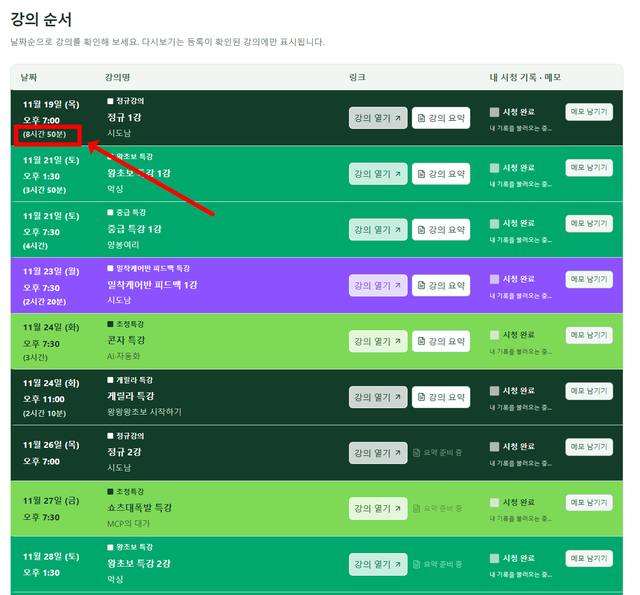 강의 순서
날짜순으로 강의를 확인해 보세요. 다시보기는 등록이 확인된 강의에만 표시됩니다.
날짜 강의명 링크 내 시청 기록 · 메모
11월 19일 (목)
오후 7:00
(8시간 50분)
정규강의
정규 1강
시도남
강의 열기 ↗ 강의 요약
시청 완료
내 기록을 불러오는 중…
메모 남기기
11월 21일 (토)
오후 1:30
(3시간 50분)
왕초보 특강
왕초보 특강 1강
악싱
강의 열기 ↗ 강의 요약
시청 완료
내 기록을 불러오는 중…
메모 남기기
11월 21일 (토)
오후 7:30
(4시간)
중급 특강
중급 특강 1강
양봉여리
강의 열기 ↗ 강의 요약
시청 완료
내 기록을 불러오는 중…
메모 남기기
11월 23일 (월)
오후 7:30
(2시간 20분)
밀착케어반 피드백 특강
밀착케어반 피드백 1강
시도남
강의 열기 ↗ 강의 요약
시청 완료
내 기록을 불러오는 중…
메모 남기기
11월 24일 (화)
오후 7:30
(3시간)
초청특강
콘자 특강
AI·자동화
강의 열기 ↗ 강의 요약
시청 완료
내 기록을 불러오는 중…
메모 남기기
11월 24일 (화)
오후 11:00
(2시간 10분)
게릴라 특강
게릴라 특강
왕왕왕초보 시작하기
강의 열기 ↗ 강의 요약
시청 완료
내 기록을 불러오는 중…
메모 남기기
11월 26일 (목)
오후 7:00
정규강의
정규 2강
시도남
강의 열기 ↗ 요약 준비 중
시청 완료
내 기록을 불러오는 중…
메모 남기기
11월 27일 (금)
오후 7:30
초청특강
쇼츠대폭발 특강
MCP의 대가
강의 열기 ↗ 요약 준비 중
시청 완료
내 기록을 불러오는 중…
메모 남기기
11월 28일 (토)
오후 1:30
왕초보 특강
왕초보 특강 2강
악싱
강의 열기 ↗ 요약 준비 중
시청 완료
내 기록을 불러오는 중…
메모 남기기